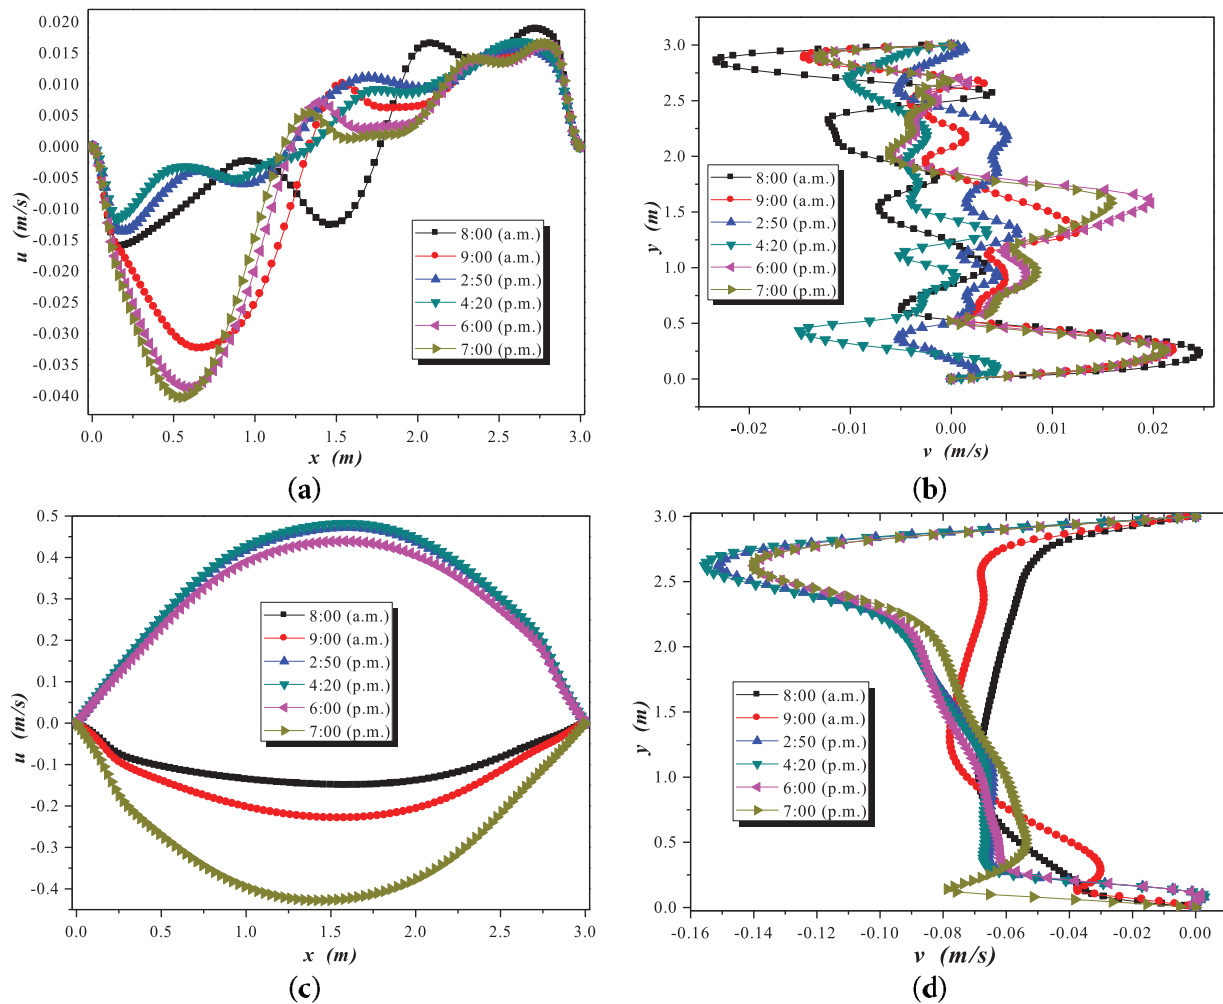 0.020
0.015
0.010
0.005
0.000
-0.005
-0.010
-0.015
-0.020
-0.025
-0.030
-0.035
-0.040
u (m/s)
0.0 0.5 1.0 1.5 2.0 2.5 3.0
x (m)
8:00 (a.m.)
9:00 (a.m.)
2:50 (p.m.)
4:20 (p.m.)
6:00 (p.m.)
7:00 (p.m.)
(a)
3.0
2.5
2.0
1.5
1.0
0.5
0.0
y (m)
-0.02 -0.01 0.00 0.01 0.02
v (m/s)
8:00 (a.m.)
9:00 (a.m.)
2:50 (p.m.)
4:20 (p.m.)
6:00 (p.m.)
7:00 (p.m.)
(b)
0.5
0.4
0.3
0.2
0.1
0.0
-0.1
-0.2
-0.3
-0.4
u (m/s)
0.0 0.5 1.0 1.5 2.0 2.5 3.0
x (m)
8:00 (a.m.)
9:00 (a.m.)
2:50 (p.m.)
4:20 (p.m.)
6:00 (p.m.)
7:00 (p.m.)
(c)
3.0
2.5
2.0
1.5
1.0
0.5
0.0
y (m)
-0.16 -0.14 -0.12 -0.10 -0.08 -0.06 -0.04 -0.02 0.00
v (m/s)
8:00 (a.m.)
9:00 (a.m.)
2:50 (p.m.)
4:20 (p.m.)
6:00 (p.m.)
7:00 (p.m.)
(d)